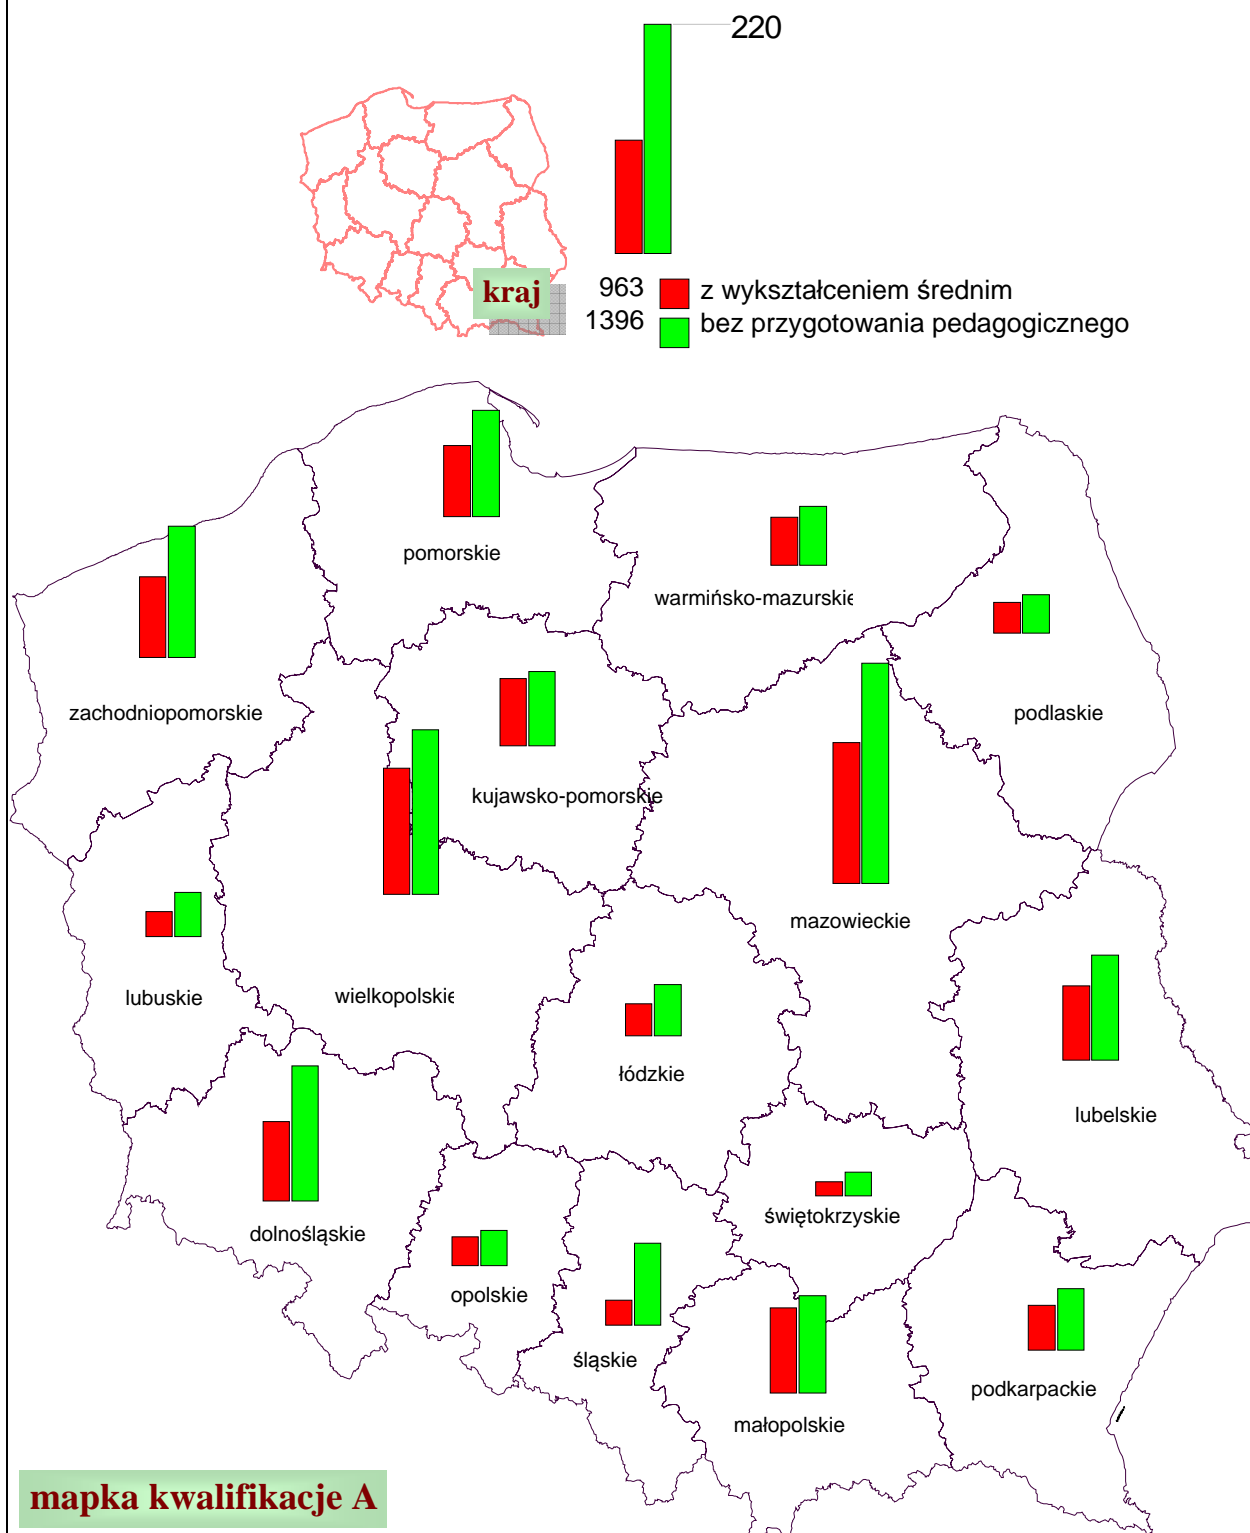 220
kraj
963 z wykształceniem średnim
1396 bez przygotowania pedagogicznego
pomorskie
warmińsko-mazurskie
zachodniopomorskie
podlaskie
kujawsko-pomorskie
mazowieckie
lubuskie
wielkopolskie
łódzkie
lubelskie
świętokrzyskie
dolnośląskie
opolskie
śląskie
podkarpackie
małopolskie
mapka kwalifikacje A